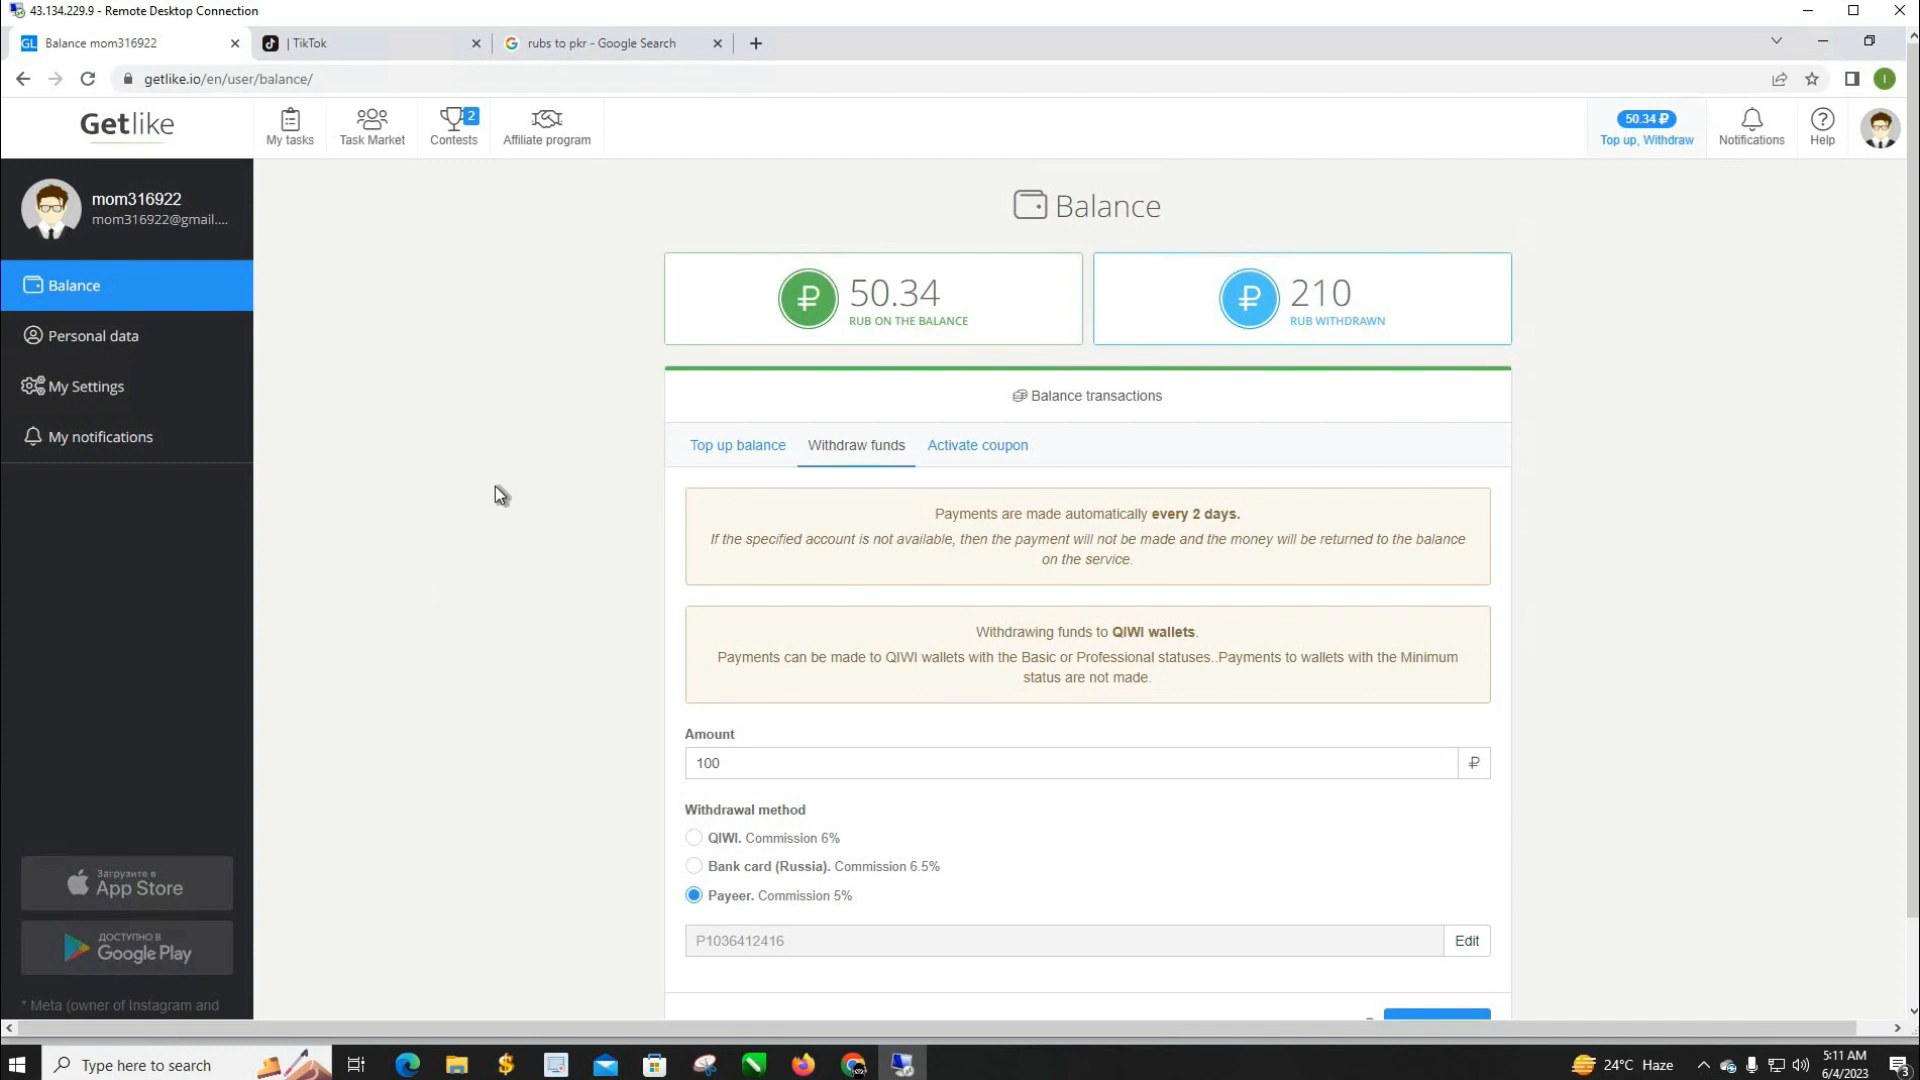 43.134.229.9 - Remote Desktop Connection
GL Balance mom316922
| TikTok
rubs to pkr - Google Search
getlike.io/en/user/balance/
I
Getlike
My tasks
Task Market
2
Contests
Affiliate program
50.34 ₽
Top up, Withdraw
Notifications
Help
mom316922
mom316922@gmail....
Balance
Personal data
My Settings
My notifications
Balance
50.34
RUB ON THE BALANCE
210
RUB WITHDRAWN
Balance transactions
Top up balance
Withdraw funds
Activate coupon
Payments are made automatically every 2 days.
If the specified account is not available, then the payment will not be made and the money will be returned to the balance
on the service.
Withdrawing funds to QIWI wallets.
Payments can be made to QIWI wallets with the Basic or Professional statuses..Payments to wallets with the Minimum
status are not made.
Amount
100
₽
Withdrawal method
QIWI. Commission 6%
Bank card (Russia). Commission 6.5%
Payeer. Commission 5%
P1036412416
Edit
Загрузите в
App Store
ДОСТУПНО В
Google Play
* Meta (owner of Instagram and
Type here to search
24°C Haze
5:11 AM
6/4/2023
3